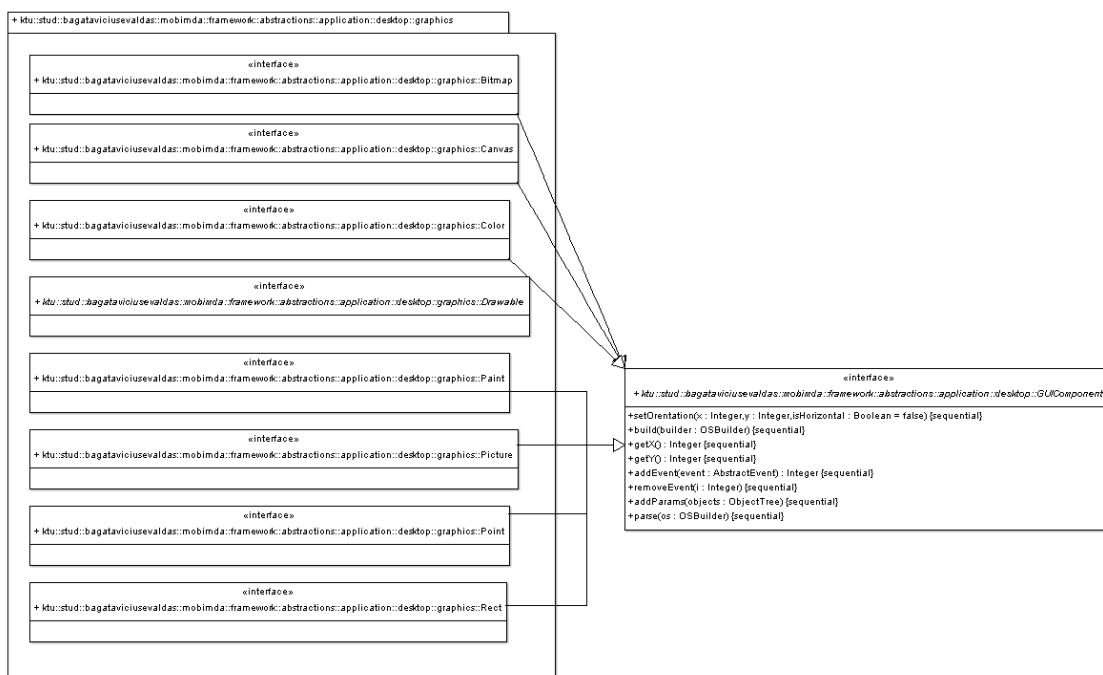 + ktu::stud::bagataviciusevaldas::mobimda::framework::abstractions::application::desktop::graphics
«interface»
+ ktu::stud::bagataviciusevaldas::mobimda::framework::abstractions::application::desktop::graphics::Bitmap
«interface»
+ ktu::stud::bagataviciusevaldas::mobimda::framework::abstractions::application::desktop::graphics::Canvas
«interface»
+ ktu::stud::bagataviciusevaldas::mobimda::framework::abstractions::application::desktop::graphics::Color
«interface»
+ ktu::stud::bagataviciusevaldas::mobimda::framework::abstractions::application::desktop::graphics::Drawable
«interface»
+ ktu::stud::bagataviciusevaldas::mobimda::framework::abstractions::application::desktop::graphics::Paint
«interface»
+ ktu::stud::bagataviciusevaldas::mobimda::framework::abstractions::application::desktop::graphics::Picture
«interface»
+ ktu::stud::bagataviciusevaldas::mobimda::framework::abstractions::application::desktop::graphics::Point
«interface»
+ ktu::stud::bagataviciusevaldas::mobimda::framework::abstractions::application::desktop::graphics::Rect
«interface»
+ ktu::stud::bagataviciusevaldas::mobimda::framework::abstractions::application::desktop::GUIComponent
+setOrentation(x : Integer,y : Integer,isHorizontal : Boolean = false) {sequential}
+build(builder : OSBuilder) {sequential}
+getX() : Integer {sequential}
+getY() : Integer {sequential}
+addEvent(event : AbstractEvent) : Integer {sequential}
+removeEvent(i : Integer) {sequential}
+addParams(objects : ObjectTree) {sequential}
+parse(os : OSBuilder) {sequential}